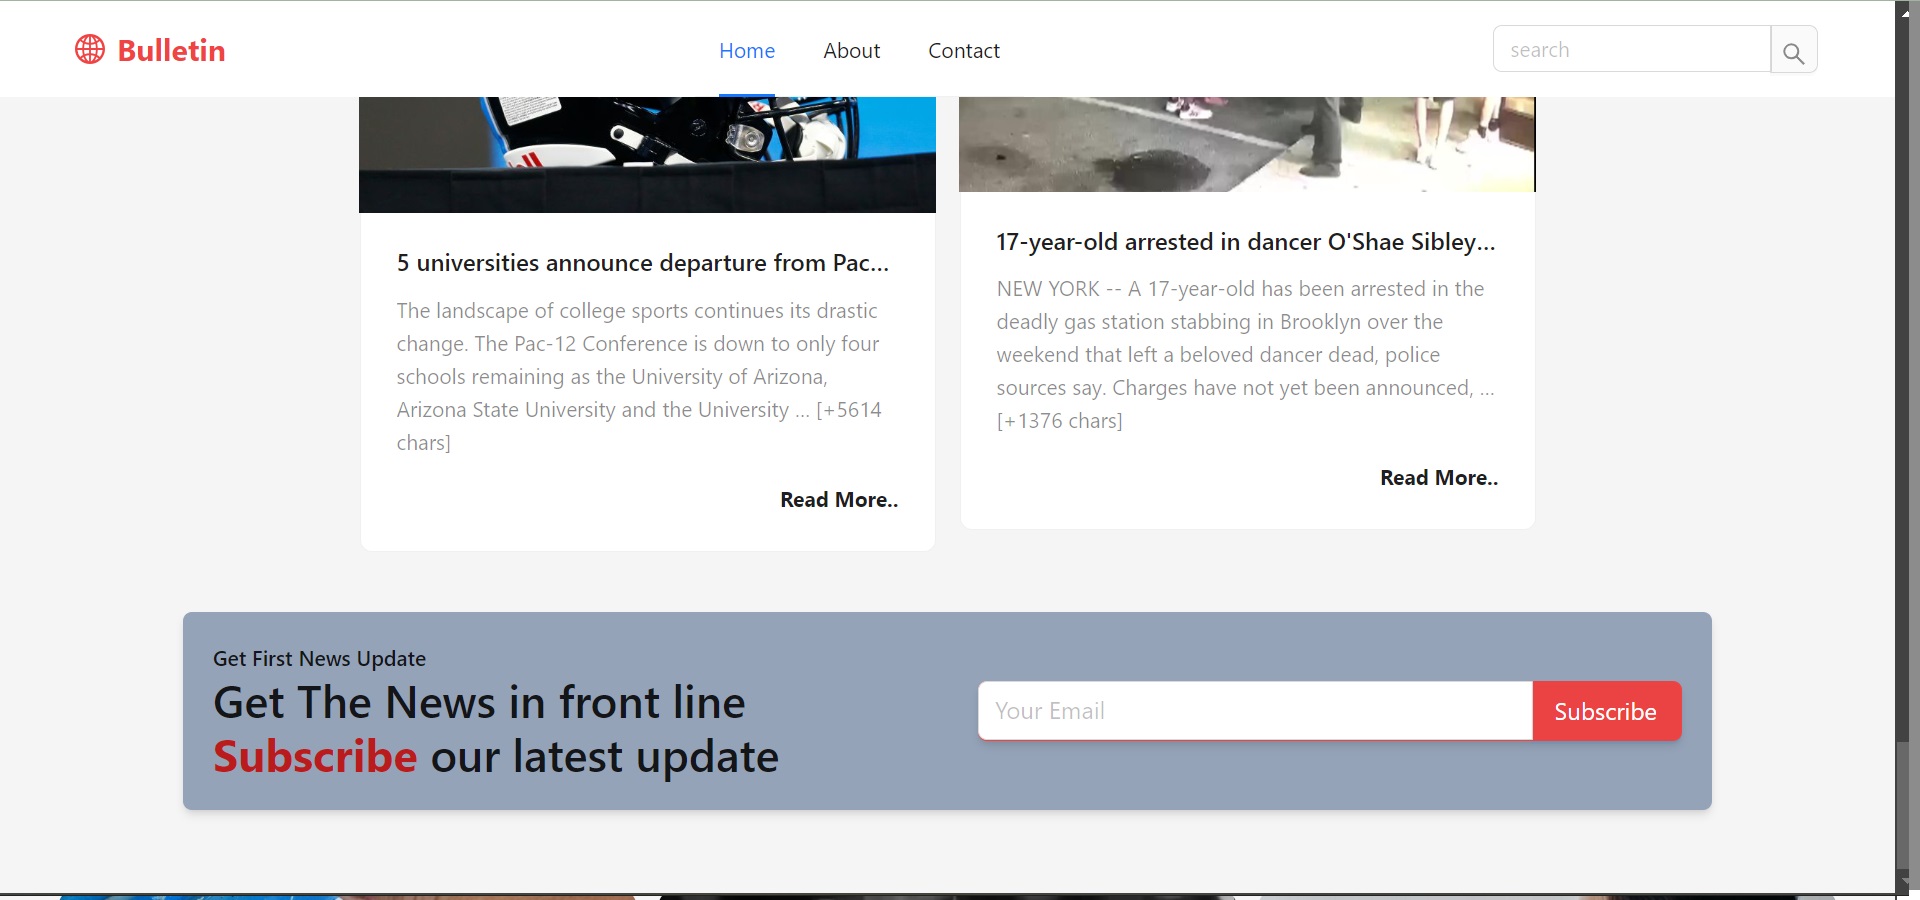 Bulletin
Home
About
Contact
search
5 universities announce departure from Pac...
The landscape of college sports continues its drastic
change. The Pac-12 Conference is down to only four
schools remaining as the University of Arizona,
Arizona State University and the University ... [+5614
chars]
Read More..
17-year-old arrested in dancer O'Shae Sibley...
NEW YORK -- A 17-year-old has been arrested in the
deadly gas station stabbing in Brooklyn over the
weekend that left a beloved dancer dead, police
sources say. Charges have not yet been announced, ...
[+1376 chars]
Read More..
Get First News Update
Get The News in front line
Subscribe our latest update
Your Email
Subscribe